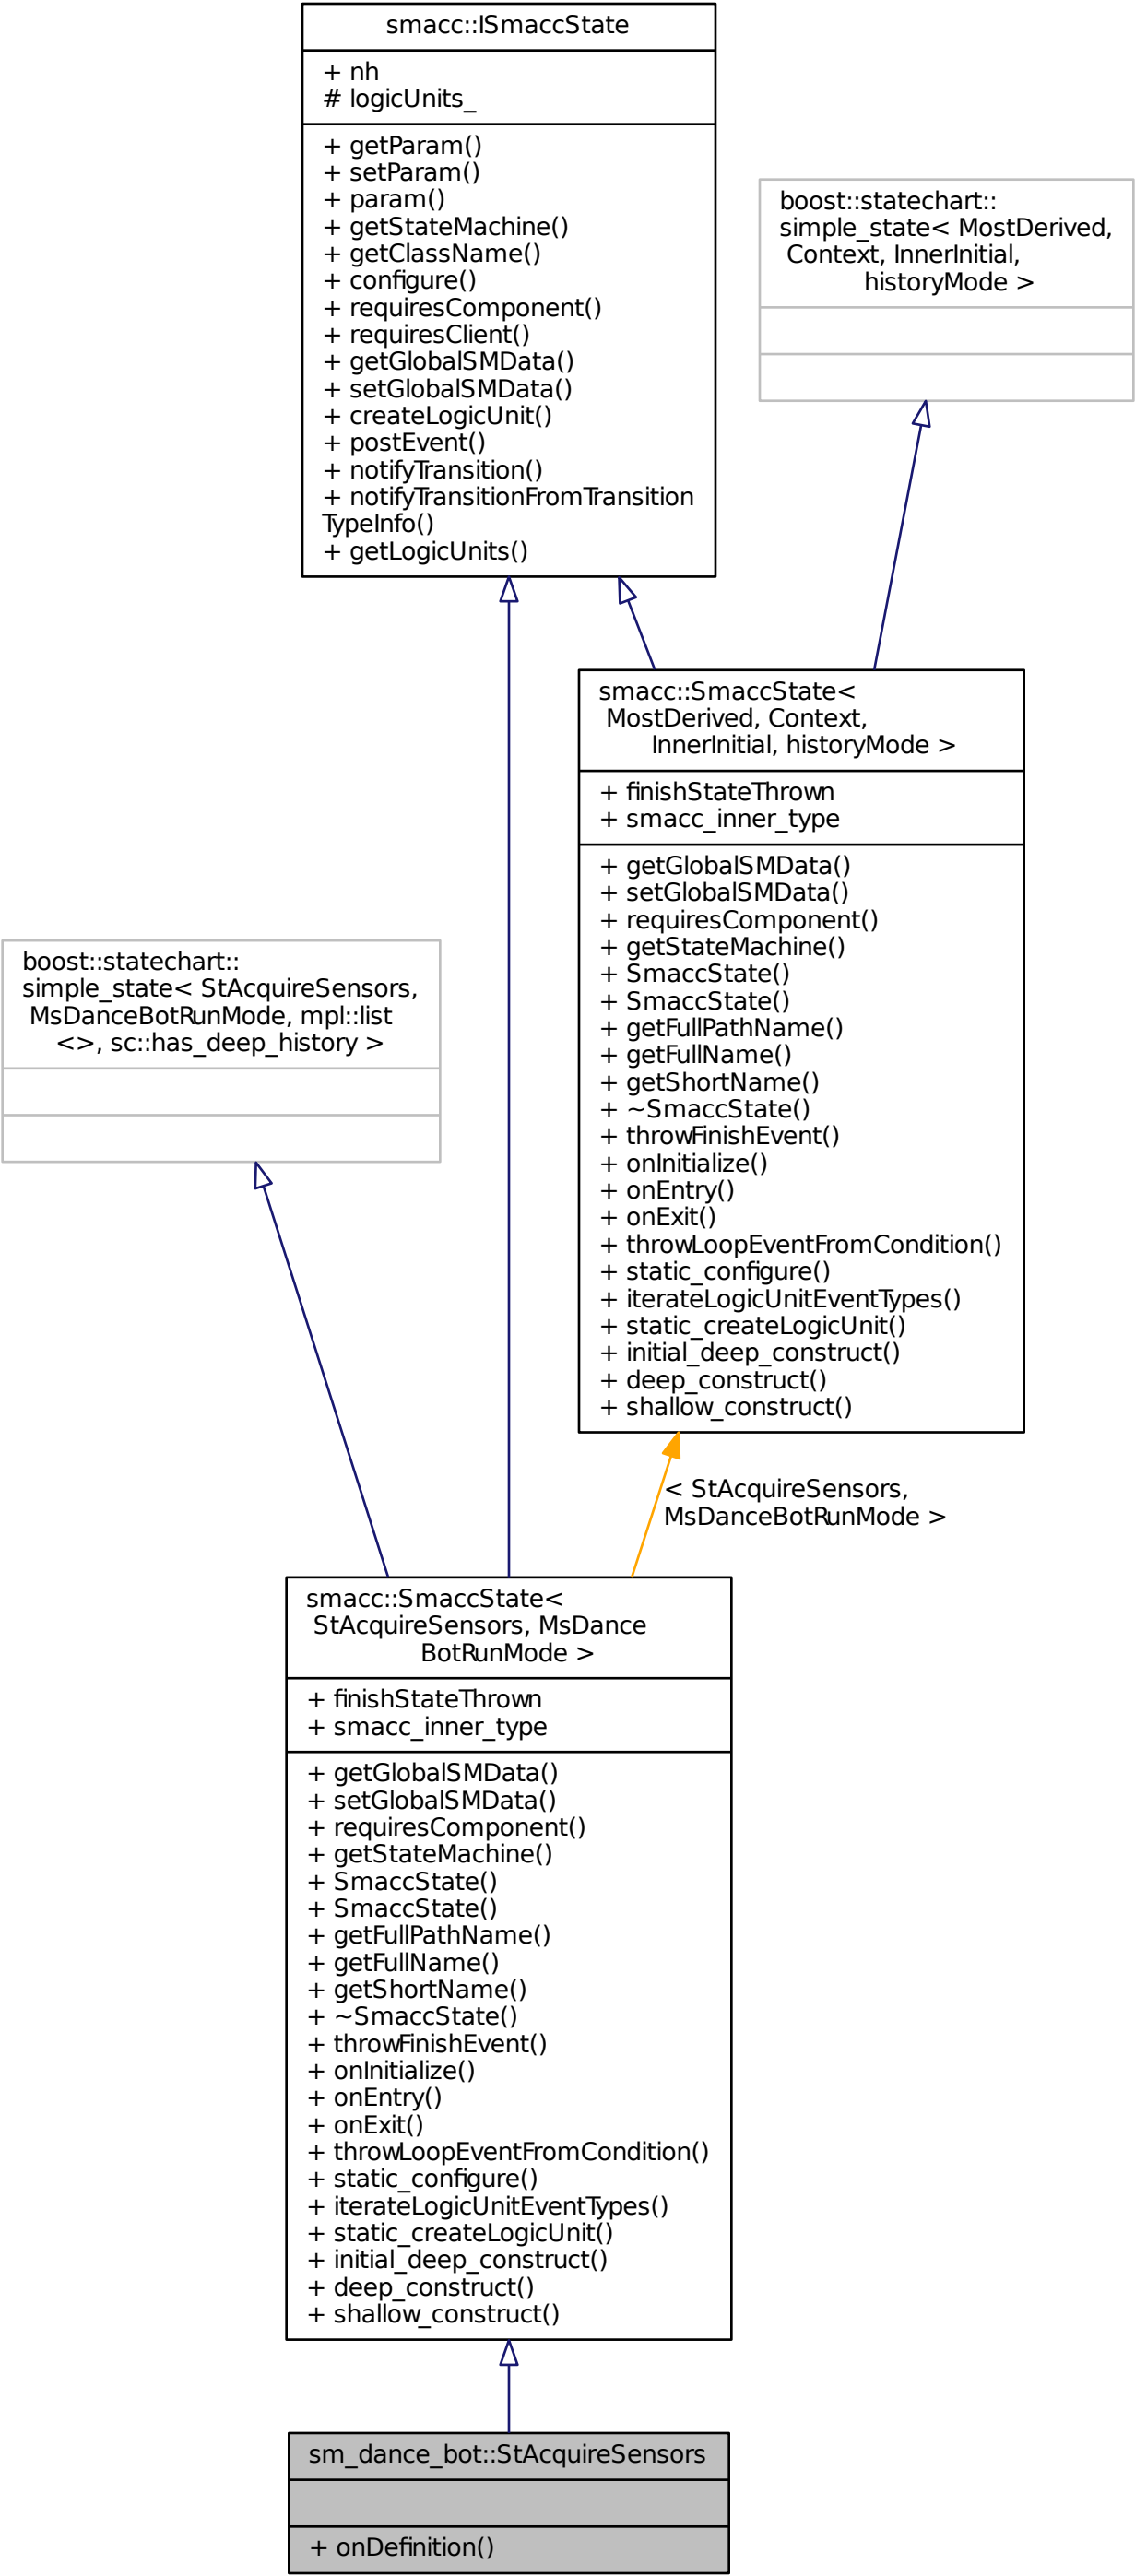 smacc::ISmaccState
+ nh
# logicUnits_
+ getParam()
+ setParam()
+ param()
+ getStateMachine()
+ getClassName()
+ configure()
+ requiresComponent()
+ requiresClient()
+ getGlobalSMData()
+ setGlobalSMData()
+ createLogicUnit()
+ postEvent()
+ notifyTransition()
+ notifyTransitionFromTransition
TypeInfo()
+ getLogicUnits()
boost::statechart::
simple_state< MostDerived,
Context, InnerInitial,
historyMode >
smacc::SmaccState<
MostDerived, Context,
InnerInitial, historyMode >
+ finishStateThrown
+ smacc_inner_type
+ getGlobalSMData()
+ setGlobalSMData()
+ requiresComponent()
+ getStateMachine()
+ SmaccState()
+ SmaccState()
+ getFullPathName()
+ getFullName()
+ getShortName()
+ ~SmaccState()
+ throwFinishEvent()
+ onInitialize()
+ onEntry()
+ onExit()
+ throwLoopEventFromCondition()
+ static_configure()
+ iterateLogicUnitEventTypes()
+ static_createLogicUnit()
+ initial_deep_construct()
+ deep_construct()
+ shallow_construct()
boost::statechart::
simple_state< StAcquireSensors,
MsDanceBotRunMode, mpl::list
<>, sc::has_deep_history >
< StAcquireSensors,
MsDanceBotRunMode >
smacc::SmaccState<
StAcquireSensors, MsDance
BotRunMode >
+ finishStateThrown
+ smacc_inner_type
+ getGlobalSMData()
+ setGlobalSMData()
+ requiresComponent()
+ getStateMachine()
+ SmaccState()
+ SmaccState()
+ getFullPathName()
+ getFullName()
+ getShortName()
+ ~SmaccState()
+ throwFinishEvent()
+ onInitialize()
+ onEntry()
+ onExit()
+ throwLoopEventFromCondition()
+ static_configure()
+ iterateLogicUnitEventTypes()
+ static_createLogicUnit()
+ initial_deep_construct()
+ deep_construct()
+ shallow_construct()
sm_dance_bot::StAcquireSensors
+ onDefinition()